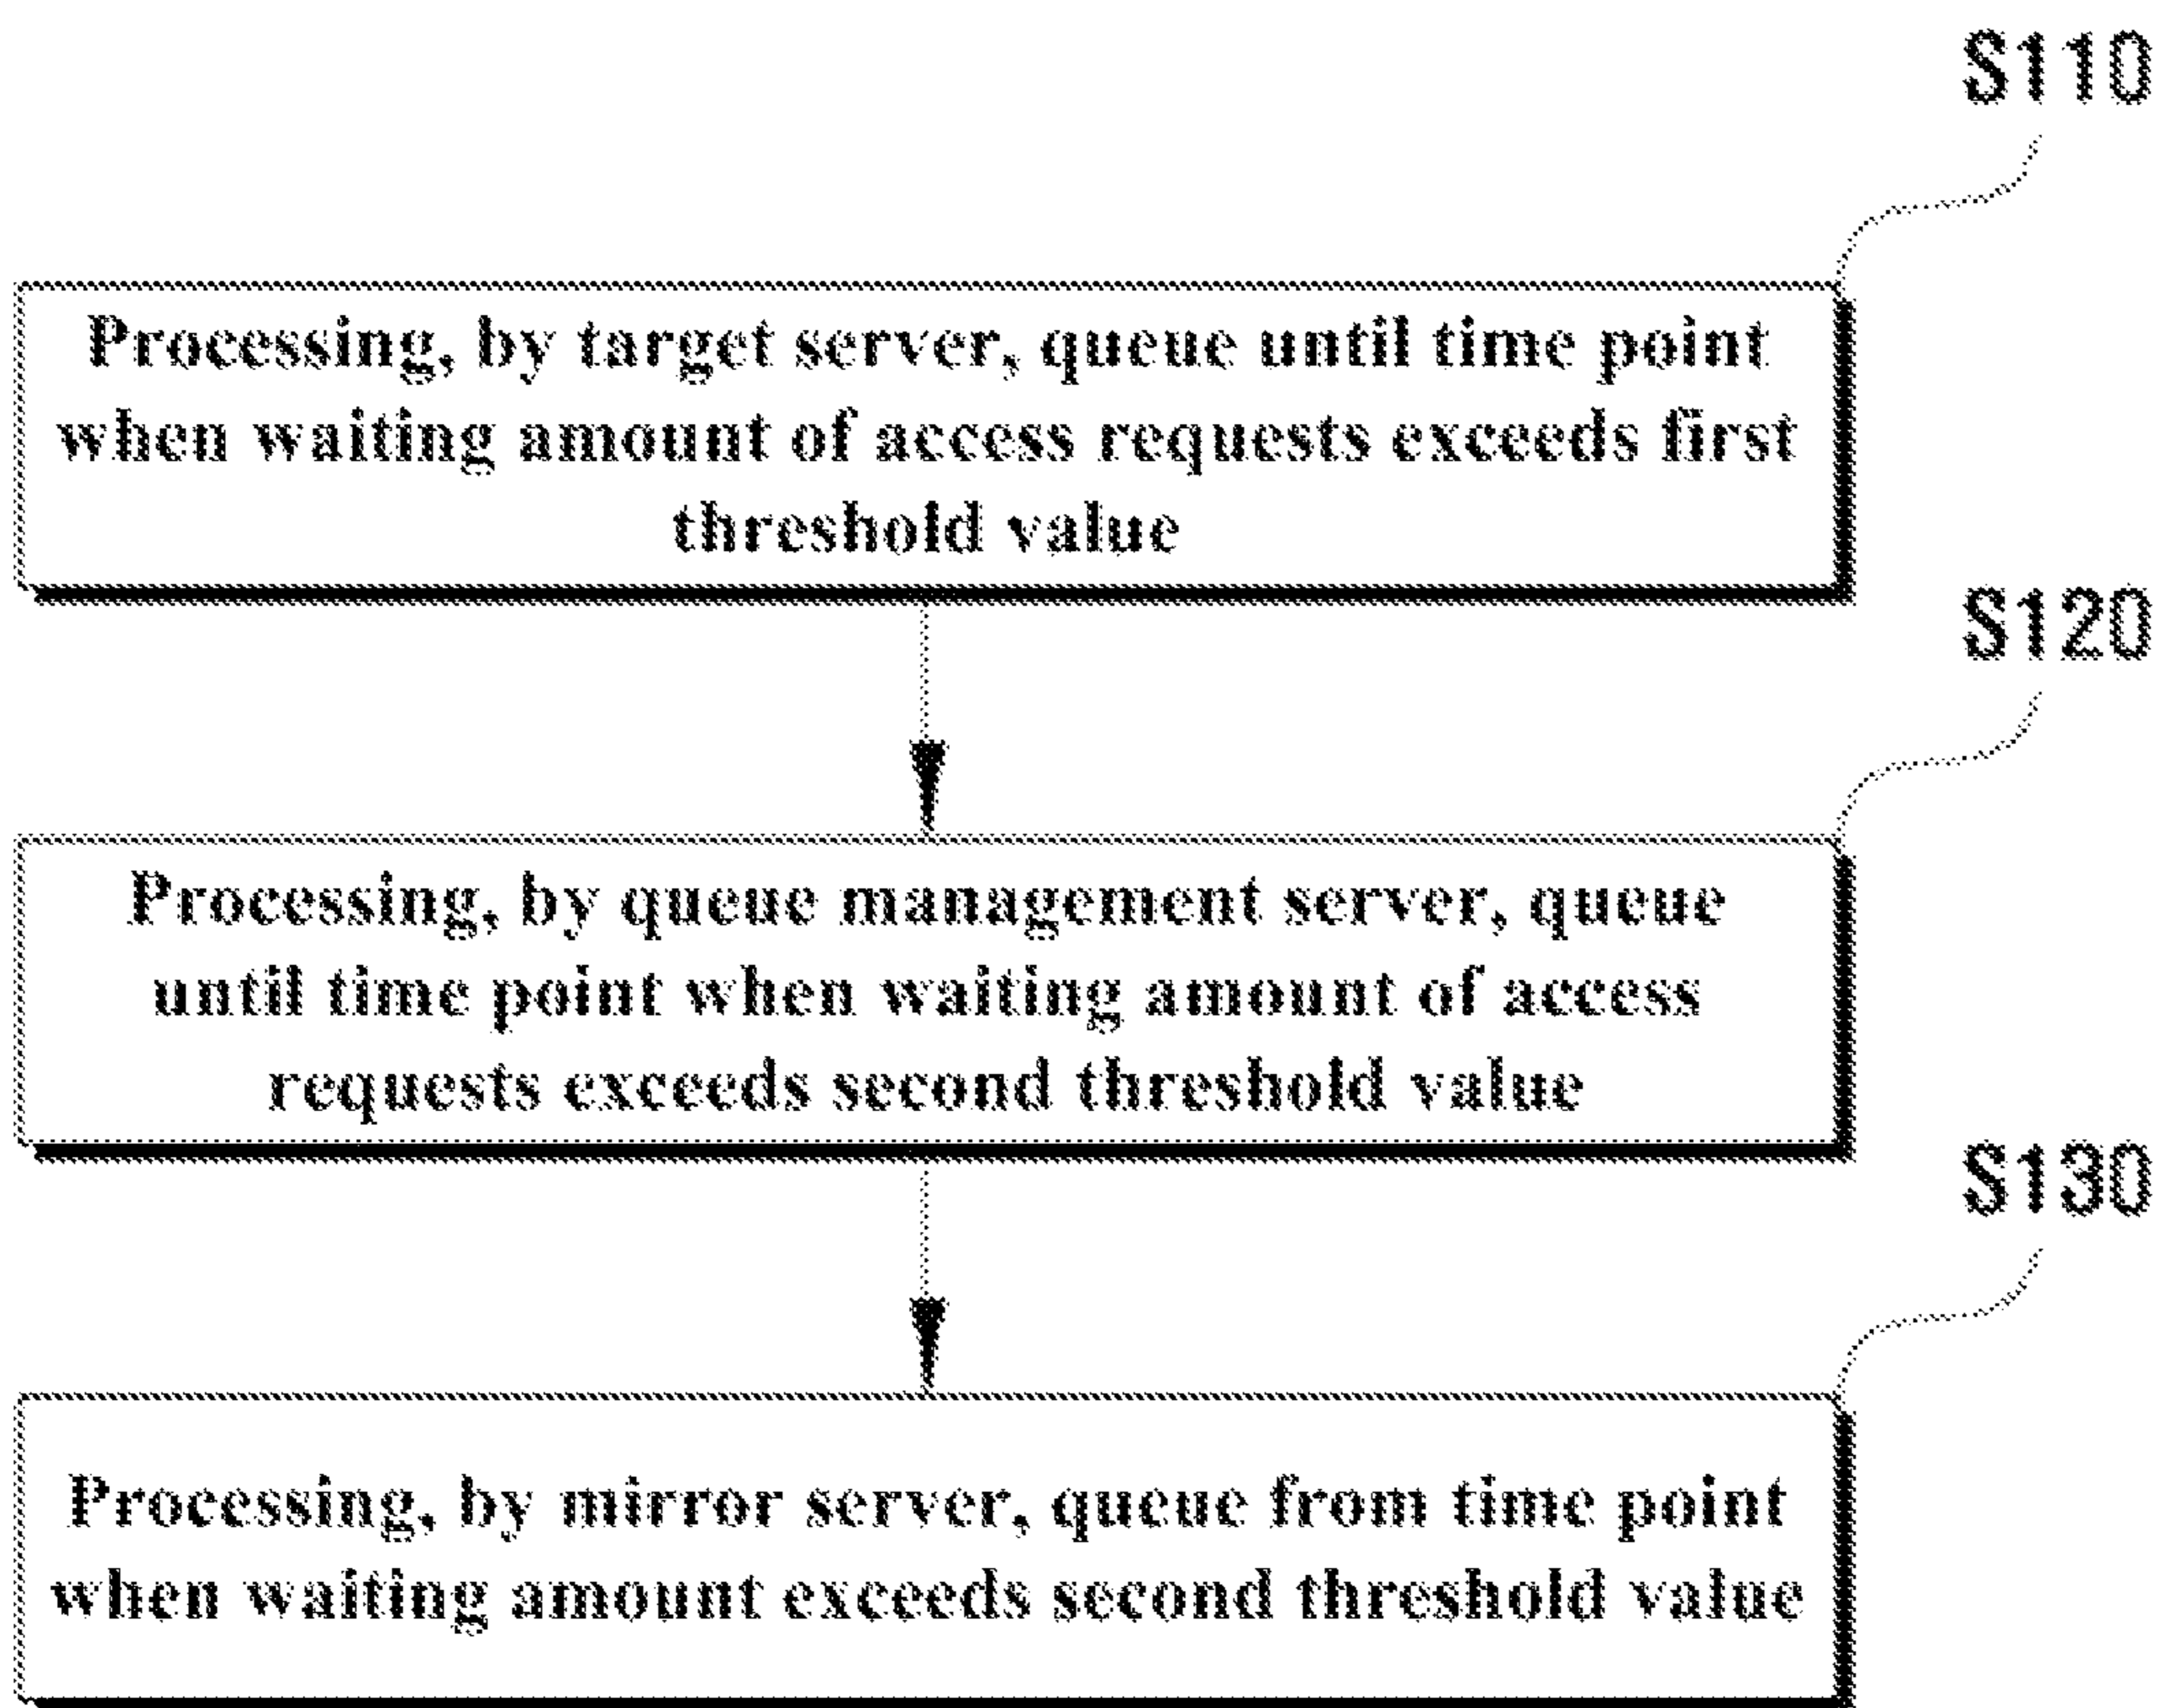 S110
Processing, by target server, queue until time point
when waiting amount of access requests exceeds first
threshold value
S120
Processing, by queue management server, queue
until time point when waiting amount of access
requests exceeds second threshold value
S130
Processing, by mirror server, queue from time point
when waiting amount exceeds second threshold value